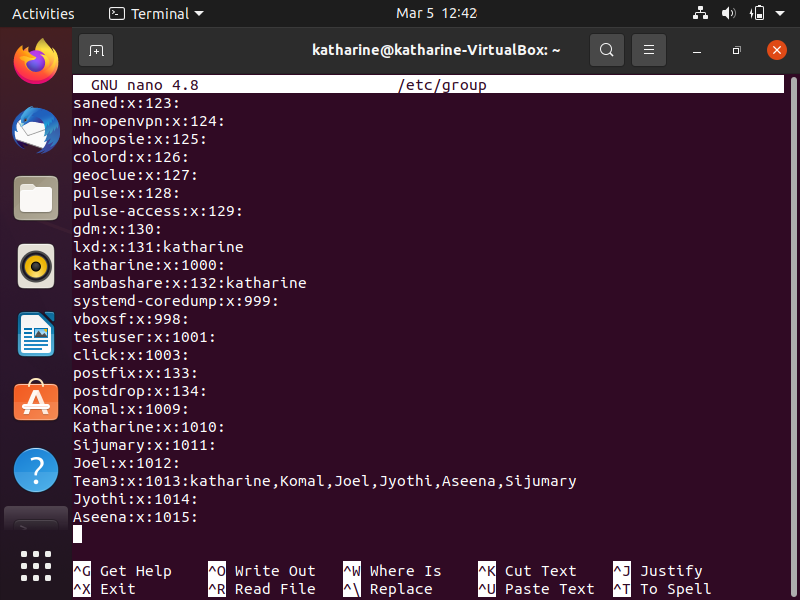 Activities Terminal Mar 5 12:42
katharine@katharine-VirtualBox: ~
GNU nano 4.8 /etc/group
saned:x:123:
nm-openvpn:x:124:
whoopsie:x:125:
colord:x:126:
geoclue:x:127:
pulse:x:128:
pulse-access:x:129:
gdm:x:130:
lxd:x:131:katharine
katharine:x:1000:
sambashare:x:132:katharine
systemd-coredump:x:999:
vboxsf:x:998:
testuser:x:1001:
click:x:1003:
postfix:x:133:
postdrop:x:134:
Komal:x:1009:
Katharine:x:1010:
Sijumary:x:1011:
Joel:x:1012:
Team3:x:1013:katharine,Komal,Joel,Jyothi,Aseena,Sijumary
Jyothi:x:1014:
Aseena:x:1015:
^G Get Help ^O Write Out ^W Where Is ^K Cut Text ^J Justify
^X Exit ^R Read File ^\ Replace ^U Paste Text ^T To Spell